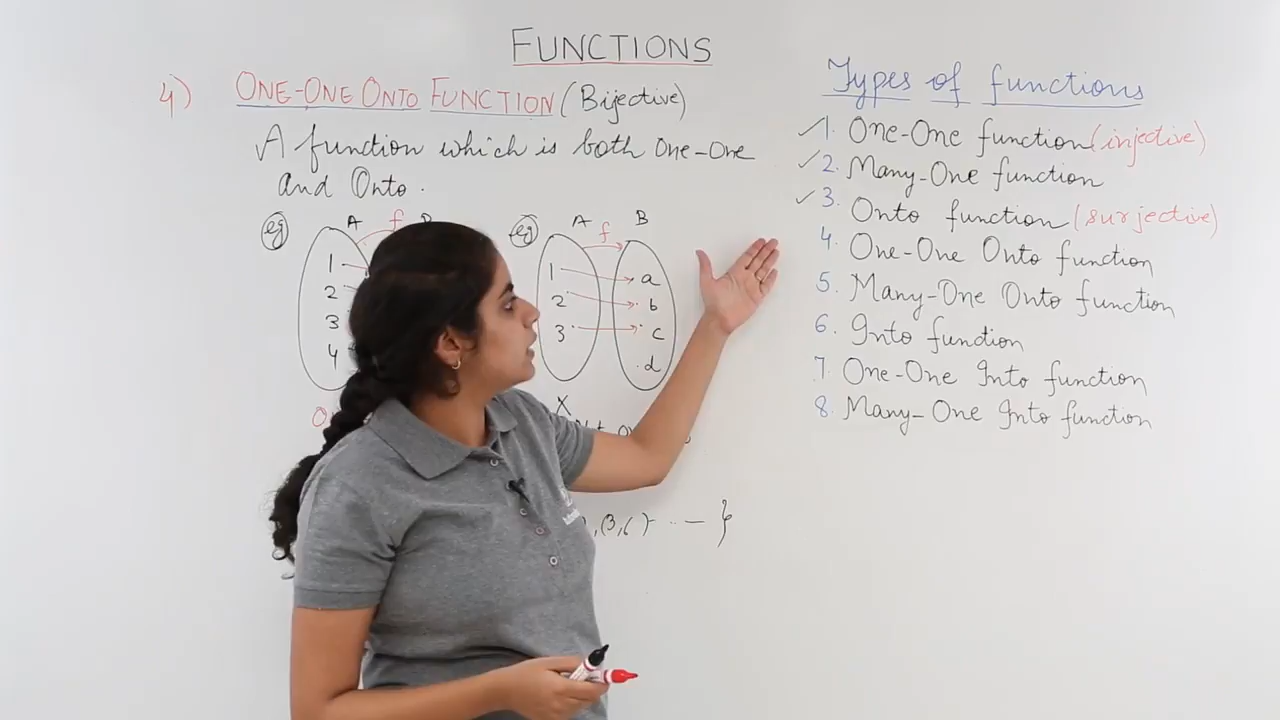 FUNCTIONS
4) ONE-ONE ONTO FUNCTION (Bijective)
A function which is both One-One
and Onto.
eg
A f
1
2
3
4
eg
A f B
1 a
2 b
3 c
d
X
,(3,6) .. — }
Types of functions
✓1. One-One function (injective)
✓2. Many-One function
✓3. Onto function (surjective)
4. One-One Onto function
5. Many-One Onto function
6. Into function
7. One-One Into function
8. Many-One Into function